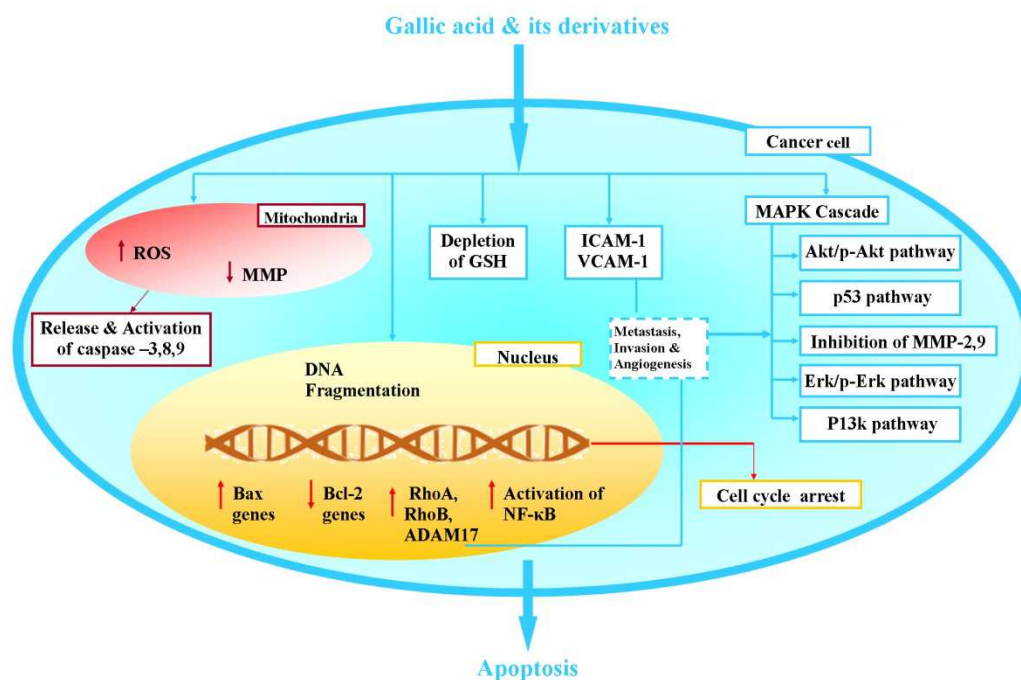 Gallic acid & its derivatives
Cancer cell
Mitochondria
↑ ROS
↓ MMP
Release & Activation
of caspase –3,8,9
Depletion
of GSH
ICAM-1
VCAM-1
MAPK Cascade
Akt/p-Akt pathway
p53 pathway
Inhibition of MMP-2,9
Erk/p-Erk pathway
P13k pathway
Metastasis,
Invasion &
Angiogenesis
Nucleus
DNA
Fragmentation
↑ Bax
genes
↓ Bcl-2
genes
↑ RhoA,
RhoB,
ADAM17
↑ Activation of
NF-κB
Cell cycle arrest
Apoptosis